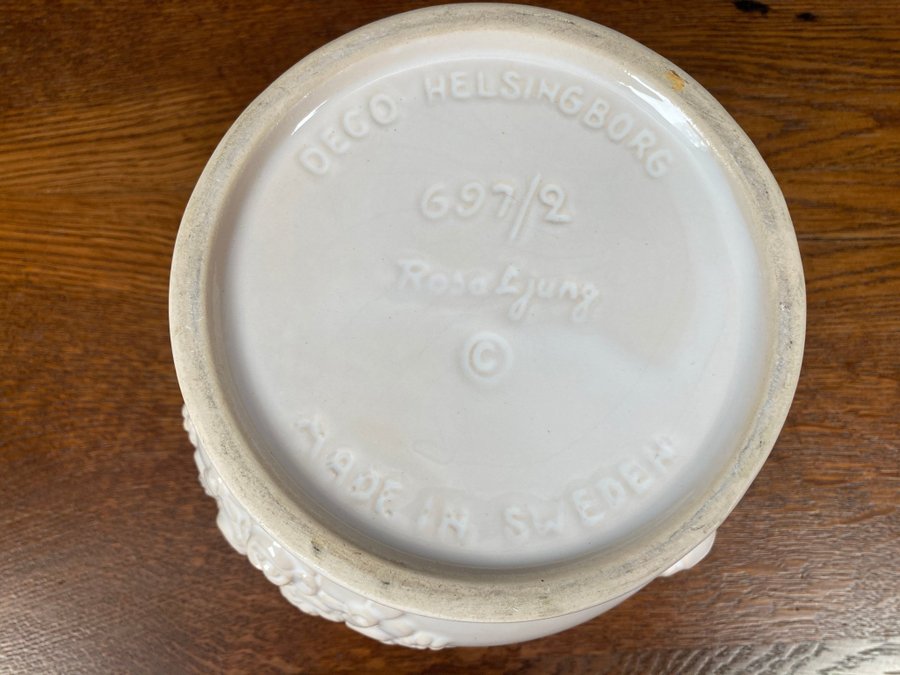 DECO HELSINGBORG
697/2
Rosa Ljung
©
MADE IN SWEDEN